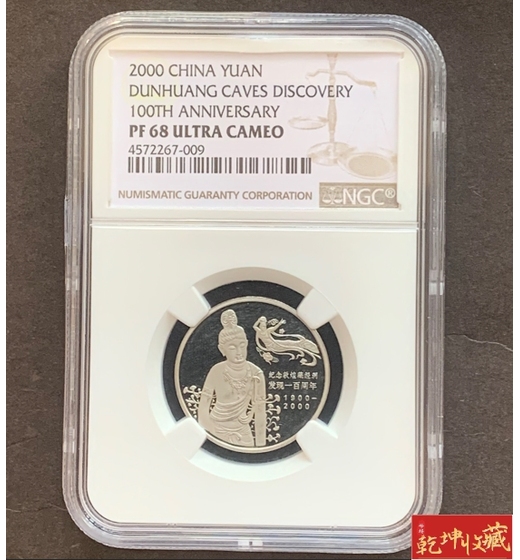 2000 CHINA YUAN
DUNHUANG CAVES DISCOVERY
100TH ANNIVERSARY
PF 68 ULTRA CAMEO
4572267-009
NUMISMATIC GUARANTY CORPORATION
NGC®
纪念敦煌藏经洞
发现一百周年
1900-
2000
乾坤收藏